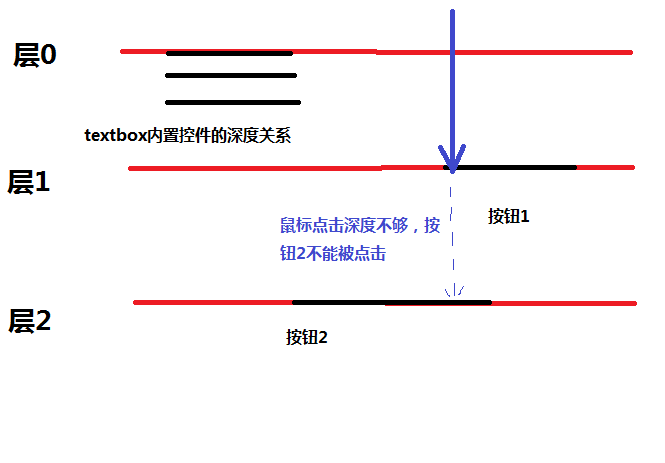 层0
textbox内置控件的深度关系
层1
按钮1
鼠标点击深度不够，按
钮2不能被点击
层2
按钮2